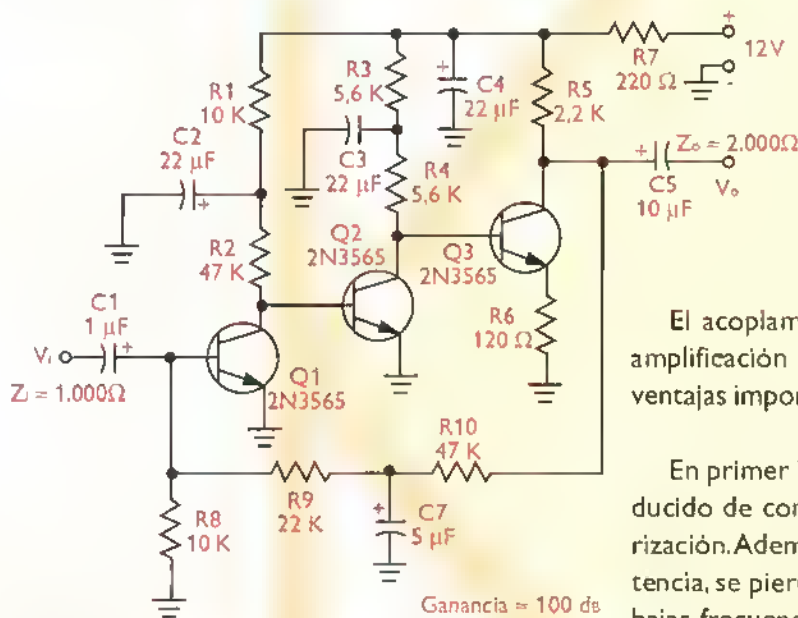 R1
10 K
R3
5,6 K
C4
22 µF
R5
2,2 K
R7
220 Ω
+
12V
-
C2
22 µF
+
C3
22 µF
R4
5,6 K
+
Zo = 2.000Ω
C5
10 µF
Vo
R2
47 K
Q2
2N3565
Q3
2N3565
C1
1 µF
+
Vi
Zi = 1.000Ω
Q1
2N3565
R6
120 Ω
R10
47 K
R9
22 K
+
C7
5 µF
R8
10 K
Ganancia = 100 dB
El acoplam
amplificación
ventajas impor
En primer
ducido de con
rización. Adem
tencia, se pier